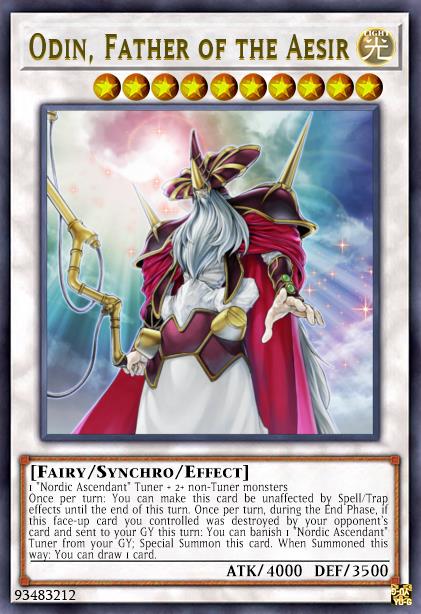 ODIN, FATHER OF THE AESIR
LIGHT
光
[FAIRY/SYNCHRO/EFFECT]
1 "Nordic Ascendant" Tuner + 2+ non-Tuner monsters
Once per turn: You can make this card be unaffected by Spell/Trap
effects until the end of this turn. Once per turn, during the End Phase, if
this face-up card you controlled was destroyed by your opponent's
card and sent to your GY this turn: You can banish 1 "Nordic Ascendant"
Tuner from your GY; Special Summon this card. When Summoned this
way: You can draw 1 card.
ATK/4000 DEF/3500
93483212